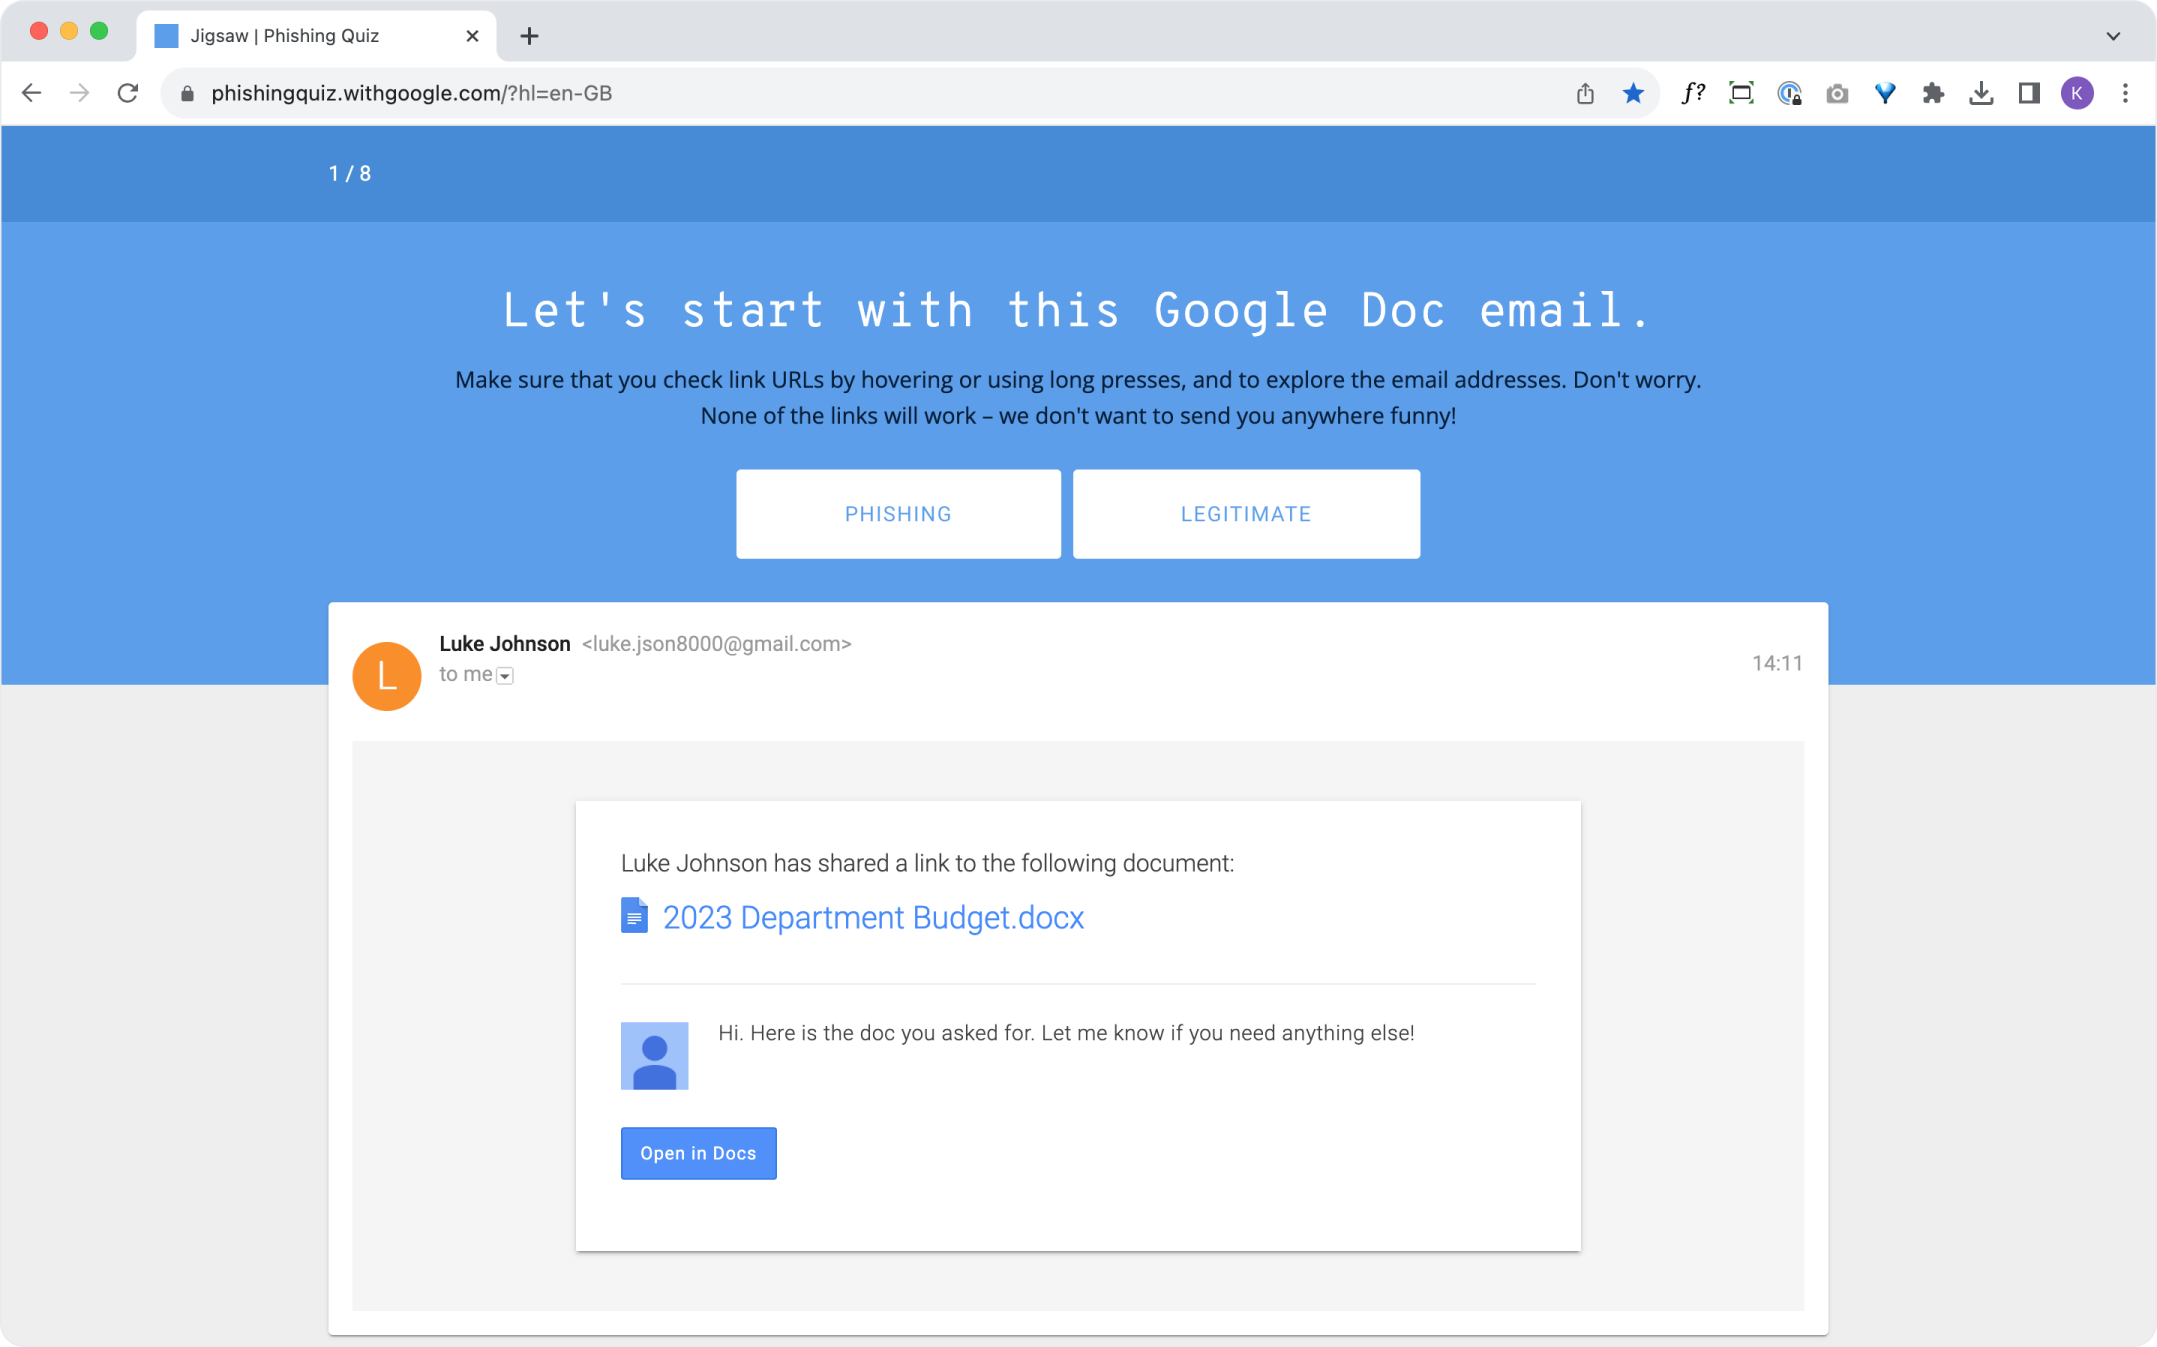 Jigsaw | Phishing Quiz
phishingquiz.withgoogle.com/?hl=en-GB
f?
K
1 / 8
Let's start with this Google Doc email.
Make sure that you check link URLs by hovering or using long presses, and to explore the email addresses. Don't worry.
None of the links will work – we don't want to send you anywhere funny!
PHISHING
LEGITIMATE
L
Luke Johnson <luke.json8000@gmail.com>
to me
14:11
Luke Johnson has shared a link to the following document:
2023 Department Budget.docx
Hi. Here is the doc you asked for. Let me know if you need anything else!
Open in Docs